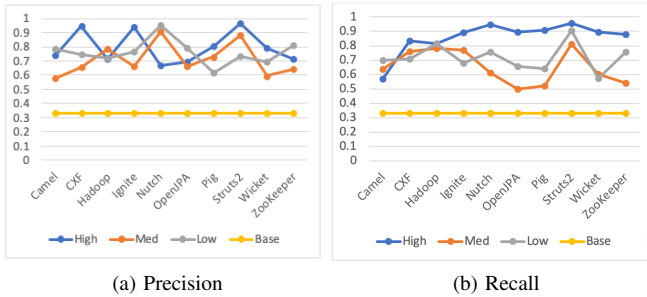 1
0.9
0.8
0.7
0.6
0.5
0.4
0.3
0.2
0.1
0
Camel
CXF
Hadoop
Ignite
Nutch
OpenJPA
Pig
Struts2
Wicket
ZooKeeper
High Med Low Base
(a) Precision
1
0.9
0.8
0.7
0.6
0.5
0.4
0.3
0.2
0.1
0
Camel
CXF
Hadoop
Ignite
Nutch
OpenJPA
Pig
Struts2
Wicket
ZooKeeper
High Med Low Base
(b) Recall